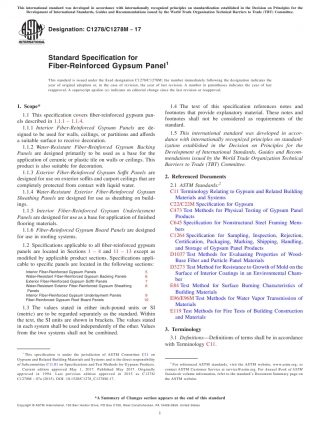 This international standard was developed in accordance with internationally recognized principles on standardization established in the Decision on Principles for the
Development of International Standards, Guides and Recommendations issued by the World Trade Organization Technical Barriers to Trade (TBT) Committee.
Designation: C1278/C1278M − 17
Standard Specification for
Fiber-Reinforced Gypsum Panel1
This standard is issued under the fixed designation C1278/C1278M; the number immediately following the designation indicates the
year of original adoption or, in the case of revision, the year of last revision. A number in parentheses indicates the year of last
reapproval. A superscript epsilon (ε) indicates an editorial change since the last revision or reapproval.
1. Scope*
1.1 This specification covers fiber-reinforced gypsum pan-
els described in 1.1.1 – 1.1.4.
1.1.1 Interior Fiber-Reinforced Gypsum Panels are de-
signed to be used for walls, ceilings, or partitions and affords
a suitable surface to receive decoration.
1.1.2 Water-Resistant Fiber-Reinforced Gypsum Backing
Panels are designed primarily to be used as a base for the
application of ceramic or plastic tile on walls or ceilings. This
product is also suitable for decoration.
1.1.3 Exterior Fiber-Reinforced Gypsum Soffit Panels are
designed for use on exterior soffits and carport ceilings that are
completely protected from contact with liquid water.
1.1.4 Water-Resistant Exterior Fiber-Reinforced Gypsum
Sheathing Panels are designed for use as sheathing on build-
ings.
1.1.5 Interior Fiber-Reinforced Gypsum Underlayment
Panels are designed for use as a base for application of finished
flooring materials.
1.1.6 Fiber-Reinforced Gypsum Board Panels are designed
for use in roofing systems.
1.2 Specifications applicable to all fiber-reinforced gypsum
panels are located in Sections 1 – 4 and 11 – 13 except as
modified by applicable product sections. Specifications appli-
cable to specific panels are located in the following sections:
Interior Fiber-Reinforced Gypsum Panels 5
Water-Resistant Fiber-Reinforced Gypsum Backing Panels 6
Exterior Fiber-Reinforced Gypsum Soffit Panels 7
Water-Resistant Exterior Fiber-Reinforced Gypsum Sheathing 8
Panels
Interior Fiber-Reinforced Gypsum Underlayment Panels 9
Fiber-Reinforced Gypsum Roof Board Panels 10
1.3 The values stated in either inch-pound units or SI
(metric) are to be regarded separately as the standard. Within
the text, the SI units are shown in brackets. The values stated
in each system shall be used independently of the other. Values
from the two systems shall not be combined.
1.4 The text of this specification references notes and
footnotes that provide explanatory material. These notes and
footnotes shall not be considered as requirements of the
standard.
1.5 This international standard was developed in accor-
dance with internationally recognized principles on standard-
ization established in the Decision on Principles for the
Development of International Standards, Guides and Recom-
mendations issued by the World Trade Organization Technical
Barriers to Trade (TBT) Committee.
2. Referenced Documents
2.1 ASTM Standards:2
C11 Terminology Relating to Gypsum and Related Building
Materials and Systems
C22/C22M Specification for Gypsum
C473 Test Methods for Physical Testing of Gypsum Panel
Products
C645 Specification for Nonstructural Steel Framing Mem-
bers
C1264 Specification for Sampling, Inspection, Rejection,
Certification, Packaging, Marking, Shipping, Handling,
and Storage of Gypsum Panel Products
D1037 Test Methods for Evaluating Properties of Wood-
Base Fiber and Particle Panel Materials
D3273 Test Method for Resistance to Growth of Mold on the
Surface of Interior Coatings in an Environmental Cham-
ber
E84 Test Method for Surface Burning Characteristics of
Building Materials
E96/E96M Test Methods for Water Vapor Transmission of
Materials
E119 Test Methods for Fire Tests of Building Construction
and Materials
3. Terminology
3.1 Definitions—Definitions of terms shall be in accordance
with Terminology C11.
1 This specification is under the jurisdiction of ASTM Committee C11 on
Gypsum and Related Building Materials and Systems and is the direct responsibility
of Subcommittee C11.01 on Specifications and Test Methods for Gypsum Products.
Current edition approved May 1, 2017. Published May 2017. Originally
approved in 1994. Last previous edition approved in 2015 as C1278/
C1278M – 07a (2015). DOI: 10.1520/C1278_C1278M-17.
2 For referenced ASTM standards, visit the ASTM website, www.astm.org, or
contact ASTM Customer Service at service@astm.org. For Annual Book of ASTM
Standards volume information, refer to the standard's Document Summary page on
the ASTM website.
*A Summary of Changes section appears at the end of this standard
Copyright © ASTM International, 100 Barr Harbor Drive, PO Box C700, West Conshohocken, PA 19428-2959. United States
1